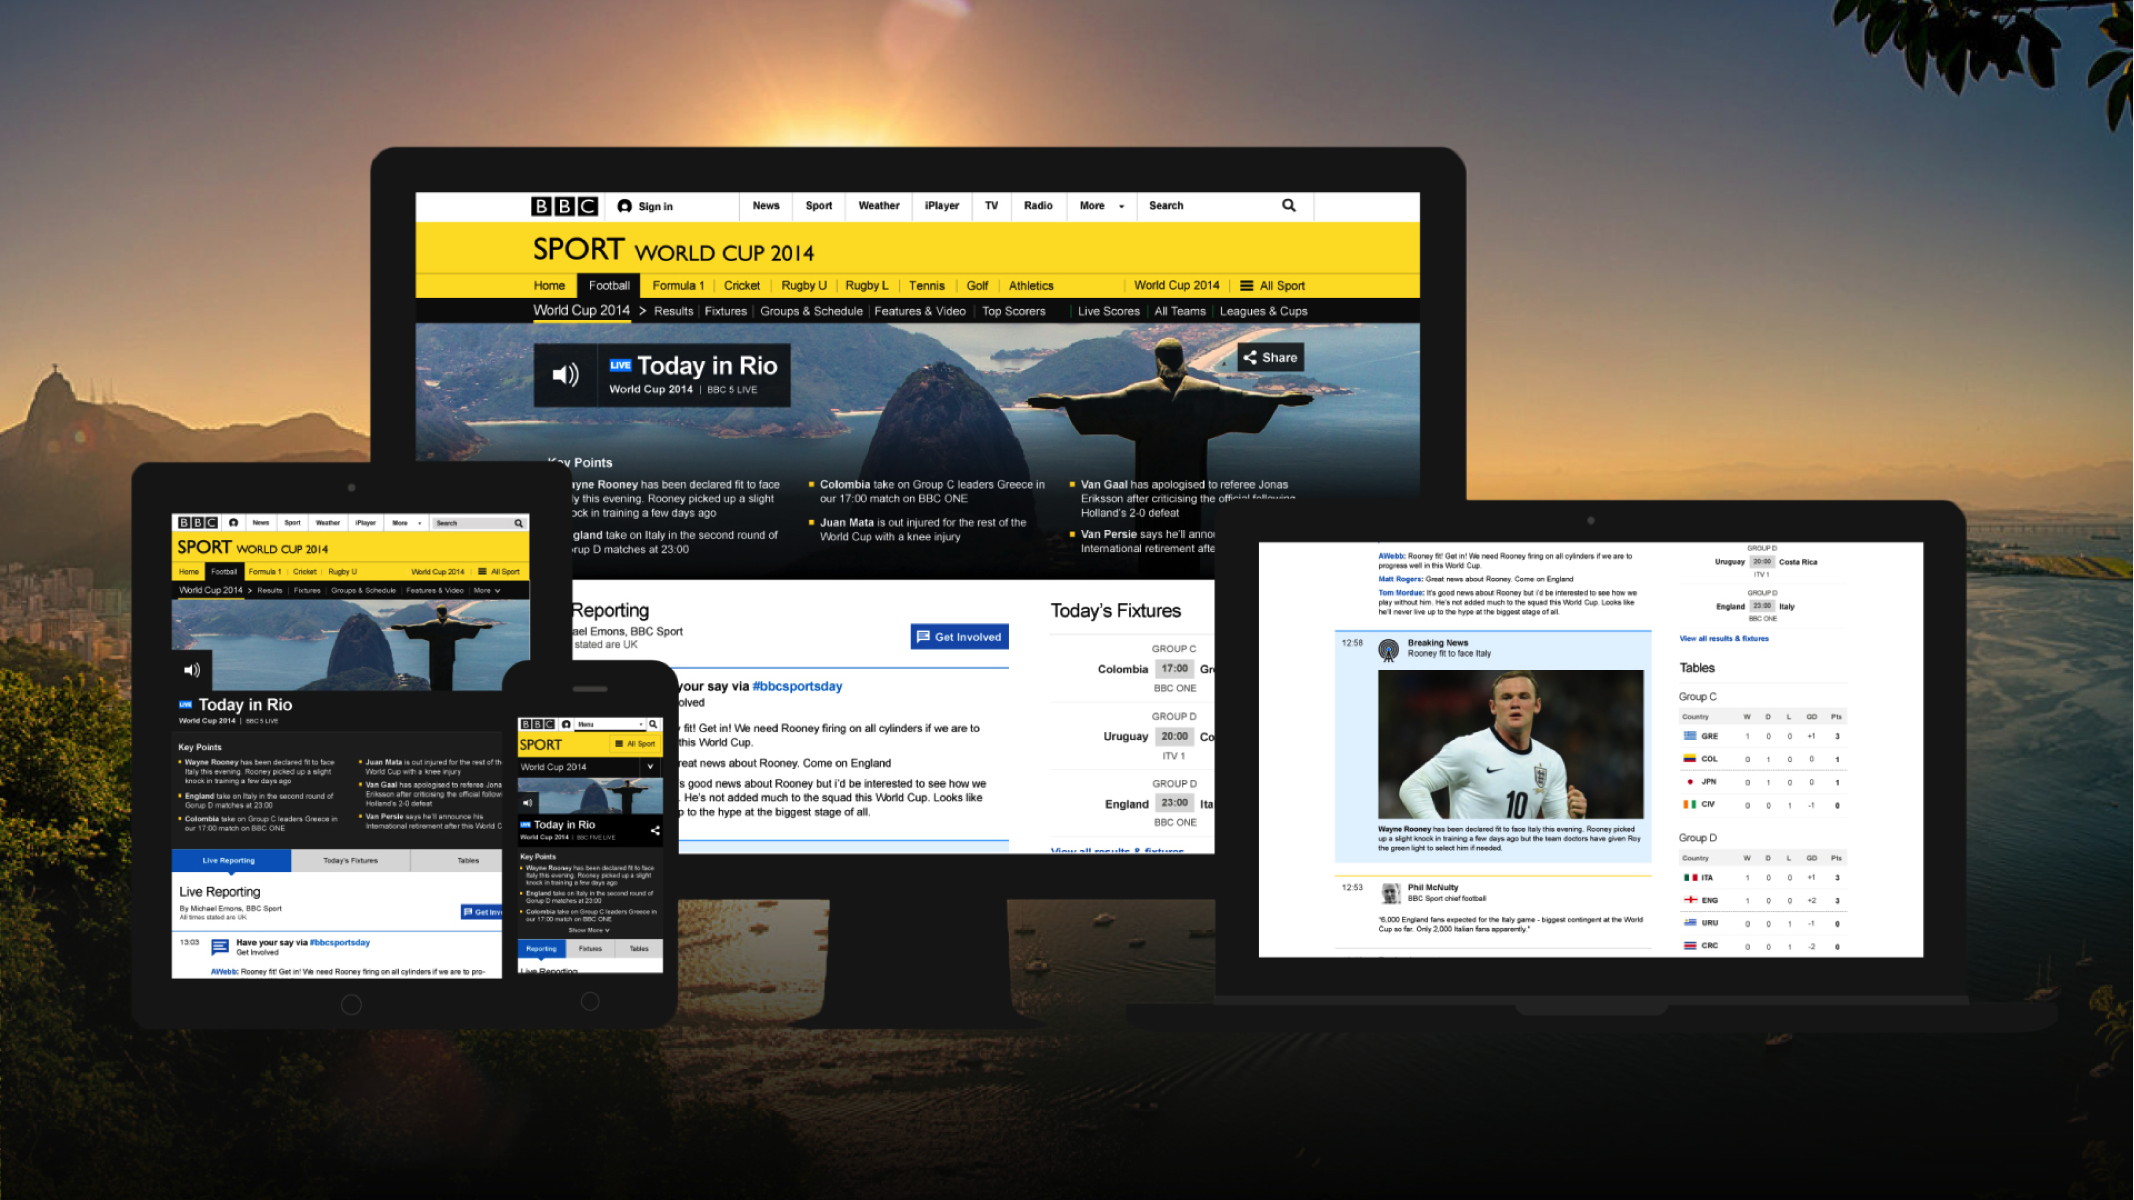 BBC
Sign in
News
Sport
Weather
iPlayer
TV
Radio
More
Search
SPORT WORLD CUP 2014
Home
Football
Formula 1
Cricket
Rugby U
Rugby L
Tennis
Golf
Athletics
World Cup 2014
All Sport
World Cup 2014 >
Results
Fixtures
Groups & Schedule
Features & Video
Top Scorers
Live Scores
All Teams
Leagues & Cups
LIVE Today in Rio
World Cup 2014 | BBC 5 LIVE
Share
Key Points
yne Rooney has been declared fit to face
ly this evening. Rooney picked up a slight
ock in training a few days ago
gland take on Italy in the second round of
orup D matches at 23:00
Colombia take on Group C leaders Greece in
our 17:00 match on BBC ONE
Juan Mata is out injured for the rest of the
World Cup with a knee injury
Van Gaal has apologised to referee Jonas
Eriksson after criticising the official following
Holland's 2-0 defeat
Van Persie says he'll anno
International retirement afte
Reporting
ael Emons, BBC Sport
stated are UK
Get Involved
your say via #bbcsportsday
olved
fit! Get in! We need Rooney firing on all cylinders if we are to
this World Cup.
reat news about Rooney. Come on England
s good news about Rooney but i'd be interested to see how we
. He's not added much to the squad this World Cup. Looks like
p to the hype at the biggest stage of all.
Today's Fixtures
GROUP C
Colombia 17:00 Gr
BBC ONE
GROUP D
Uruguay 20:00 Co
ITV 1
GROUP D
England 23:00 Ita
BBC ONE
View all results & fixtures
BBC
News
Sport
Weather
iPlayer
More
Search
SPORT WORLD CUP 2014
Home
Football
Formula 1
Cricket
Rugby U
World Cup 2014
All Sport
World Cup 2014 >
Results
Fixtures
Groups & Schedule
Features & Video
More
LIVE Today in Rio
World Cup 2014 | BBC 5 LIVE
Key Points
Wayne Rooney has been declared fit to face
Italy this evening. Rooney picked up a slight
knock in training a few days ago
England take on Italy in the second round of
Gorup D matches at 23:00
Colombia take on Group C leaders Greece in
our 17:00 match on BBC ONE
Juan Mata is out injured for the rest of th
World Cup with a knee injury
Van Gaal has apologised to referee Jona
Eriksson after criticising the official follow
Holland's 2-0 defeat
Van Persie says he'll announce his
International retirement after this World C
Live Reporting
Today's Fixtures
Tables
Live Reporting
By Michael Emons, BBC Sport
All times stated are UK
Get Inv
13:03
Have your say via #bbcsportsday
Get Involved
AWebb: Rooney fit! Get in! We need Rooney firing on all cylinders if we are to pro-
BBC
Menu
SPORT
All Sport
World Cup 2014
LIVE Today in Rio
World Cup 2014 | BBC FIVE LIVE
Key Points
Wayne Rooney has been declared fit to face
Italy this evening. Rooney picked up a slight
knock in training a few days ago
England take on Italy in the second round of
Gorup D matches at 23:00
Colombia take on Group C leaders Greece in
our 17:00 match on BBC ONE
Show More
Reporting
Fixtures
Tables
Live Reporting
AWebb: Rooney fit! Get in! We need Rooney firing on all cylinders if we are to
progress well in this World Cup.
Matt Rogers: Great news about Rooney. Come on England
Tom Mordue: It's good news about Rooney but i'd be interested to see how we
play without him. He's not added much to the squad this World Cup. Looks like
he'll never live up to the hype at the biggest stage of all.
12:58
Breaking News
Rooney fit to face Italy
10
Wayne Rooney has been declared fit to face Italy this evening. Rooney picked
up a slight knock in training a few days ago but the team doctors have given Roy
the green light to select him if needed.
12:53
Phil McNulty
BBC Sport chief football
"6,000 England fans expected for the Italy game - biggest contingent at the World
Cup so far. Only 2,000 Italian fans apparently."
GROUP D
Uruguay 20:00 Costa Rica
ITV 1
GROUP D
England 23:00 Italy
BBC ONE
View all results & fixtures
Tables
Group C
Country W D L GD Pts
GRE 1 0 0 +1 3
COL 0 1 0 0 1
JPN 0 1 0 0 1
CIV 0 0 1 -1 0
Group D
Country W D L GD Pts
ITA 1 0 0 +1 3
ENG 1 0 0 +2 3
URU 0 0 1 -1 0
CRC 0 0 1 -2 0